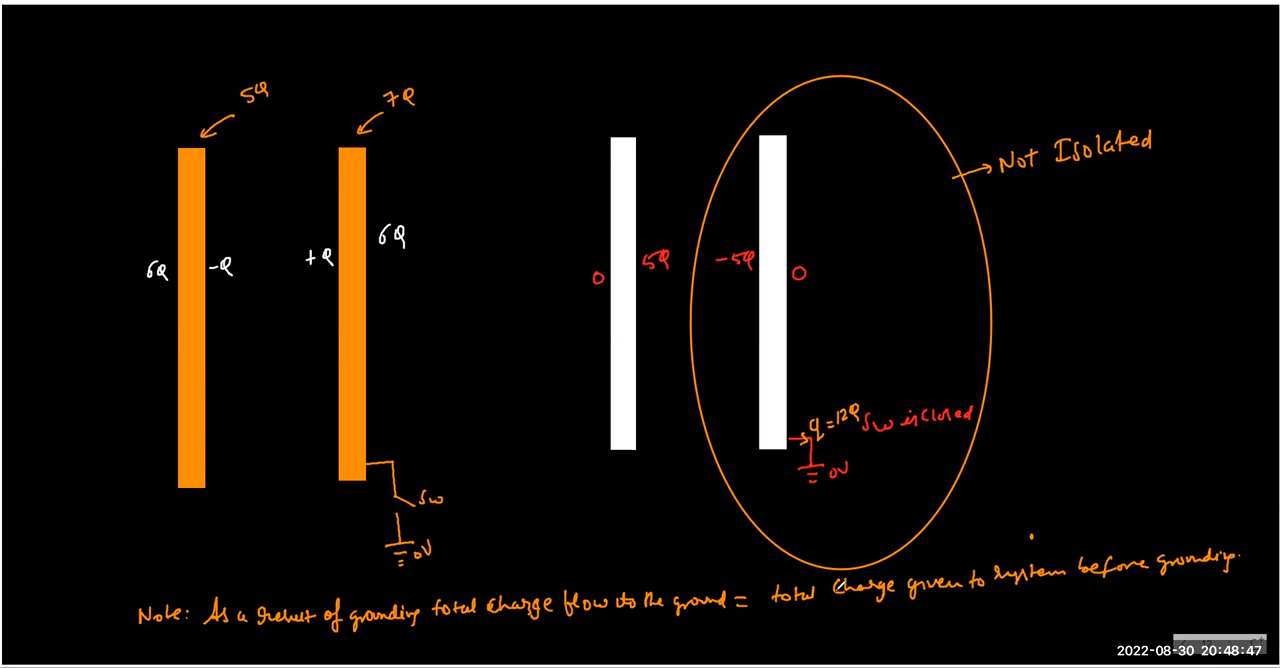 5Q
7Q
Not Isolated
6Q
6Q
-Q
+Q
0
5Q
-5Q
0
q = 12Q
Sw is closed
0V
Sw
0V
Note: As a result of grounding total charge flow to the ground = total charge given to system before grounding.
2022-08-30 20:48:47